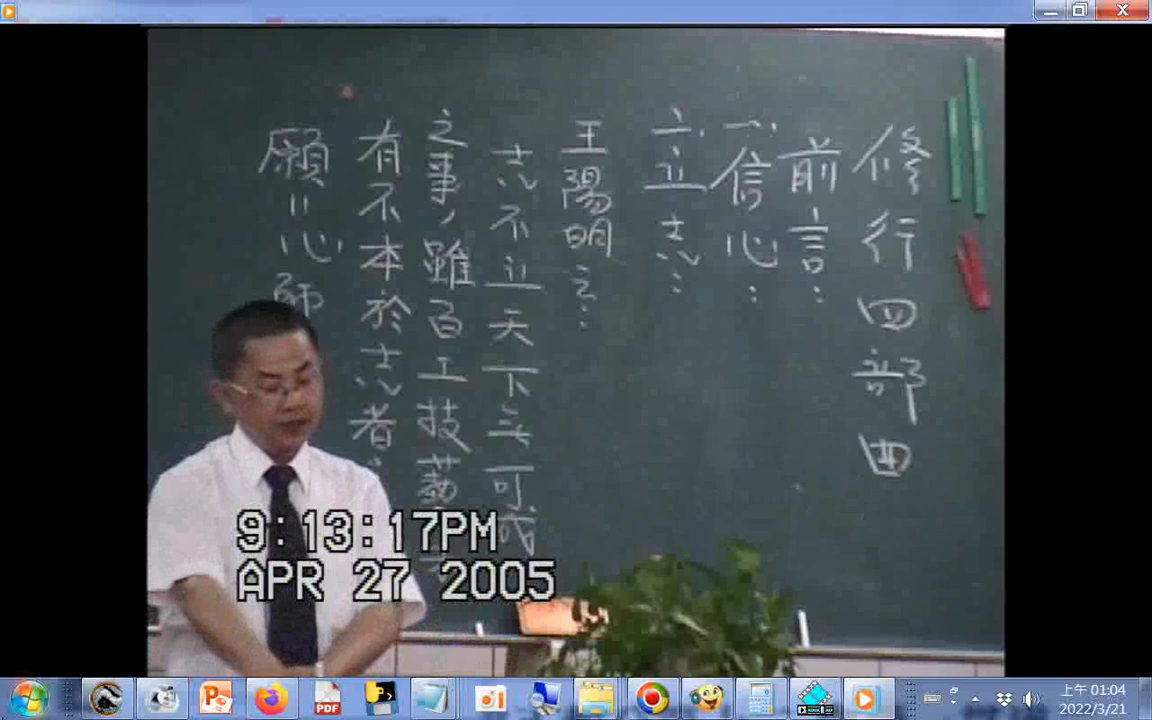 修行四部曲
前言:
一、信心:
二、立志:
王陽明云:
志不立天下無可成
之事,雖百工技藝
有不本於志者。
願心師
9:13:17PM
APR 27 2005
PDF
上午 01:04
2022/3/21